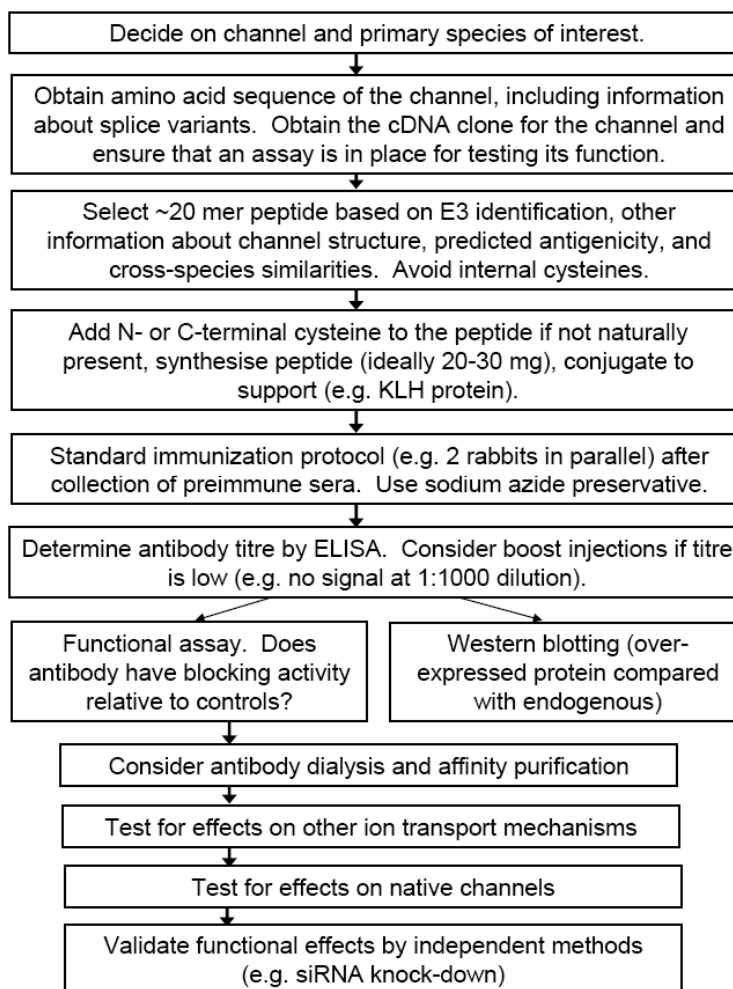 Decide on channel and primary species of interest.
Obtain amino acid sequence of the channel, including information
about splice variants.  Obtain the cDNA clone for the channel and
ensure that an assay is in place for testing its function.
Select ~20 mer peptide based on E3 identification, other
information about channel structure, predicted antigenicity, and
cross-species similarities.  Avoid internal cysteines.
Add N- or C-terminal cysteine to the peptide if not naturally
present, synthesise peptide (ideally 20-30 mg), conjugate to
support (e.g. KLH protein).
Standard immunization protocol (e.g. 2 rabbits in parallel) after
collection of preimmune sera.  Use sodium azide preservative.
Determine antibody titre by ELISA.  Consider boost injections if titre
is low (e.g. no signal at 1:1000 dilution).
Functional assay.  Does
antibody have blocking activity
relative to controls?
Western blotting (over-
expressed protein compared
with endogenous)
Consider antibody dialysis and affinity purification
Test for effects on other ion transport mechanisms
Test for effects on native channels
Validate functional effects by independent methods
(e.g. siRNA knock-down)